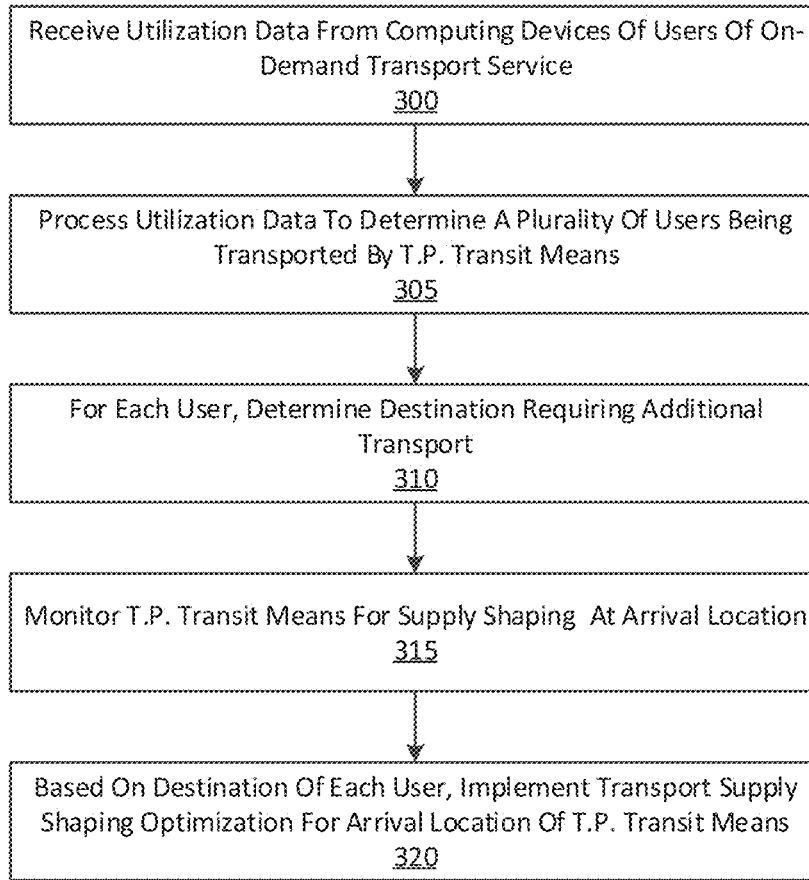 Receive Utilization Data From Computing Devices Of Users Of On-
Demand Transport Service
300
Process Utilization Data To Determine A Plurality Of Users Being
Transported By T.P. Transit Means
305
For Each User, Determine Destination Requiring Additional
Transport
310
Monitor T.P. Transit Means For Supply Shaping At Arrival Location
315
Based On Destination Of Each User, Implement Transport Supply
Shaping Optimization For Arrival Location Of T.P. Transit Means
320